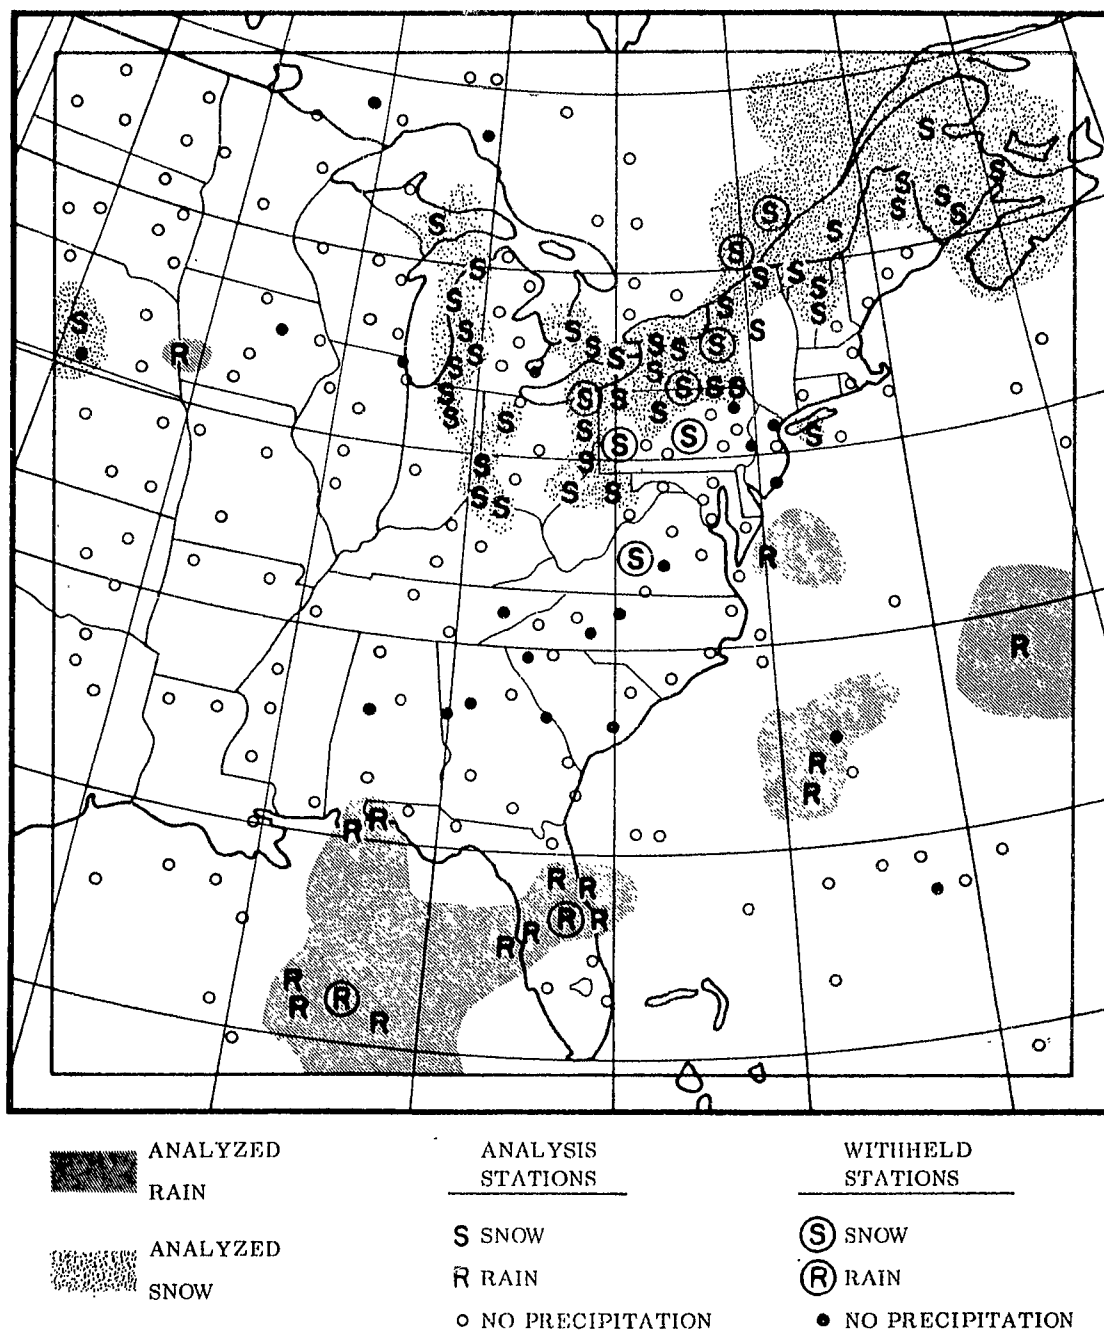 ANALYZED
RAIN
ANALYZED
SNOW
ANALYSIS
STATIONS
S SNOW
R RAIN
NO PRECIPITATION
WITHHELD
STATIONS
S SNOW
R RAIN
NO PRECIPITATION